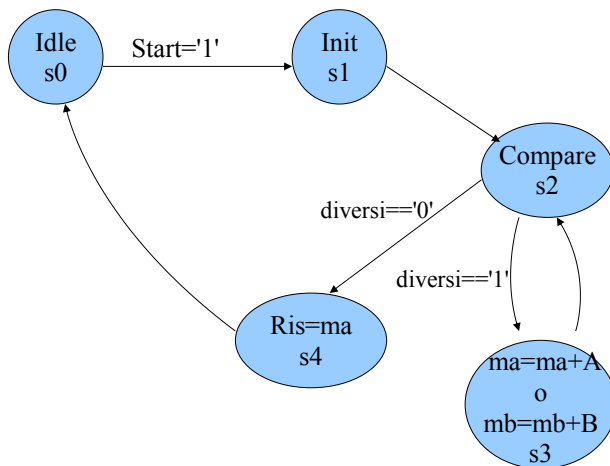 Idle
s0
Start='1'
Init
s1
Compare
s2
diversi=='0'
diversi=='1'
Ris=ma
s4
ma=ma+A
o
mb=mb+B
s3